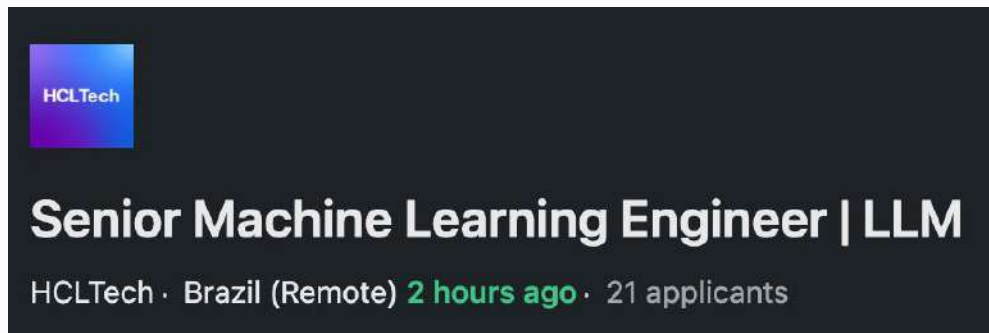 HCLTech
Senior Machine Learning Engineer | LLM
HCLTech · Brazil (Remote) 2 hours ago · 21 applicants